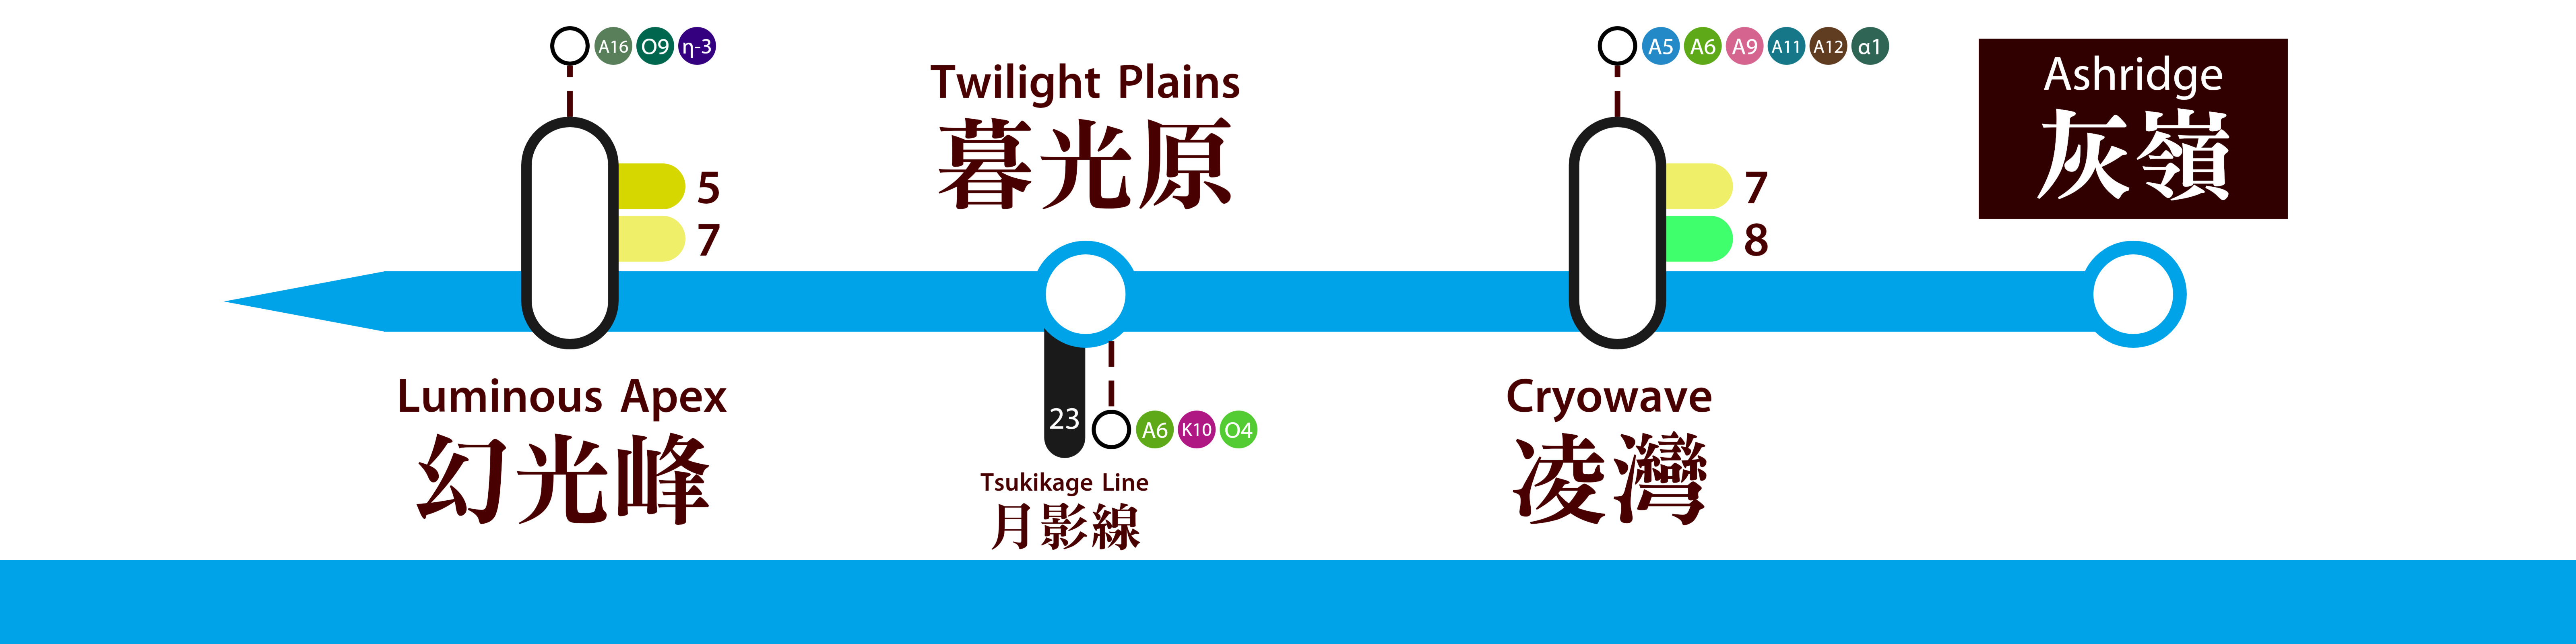 A16 O9 η-3
5
7
Luminous Apex
幻光峰
Twilight Plains
暮光原
23
A6 K10 O4
Tsukikage Line
月影線
A5 A6 A9 A11 A12 α1
7
8
Cryowave
凌灣
Ashridge
灰嶺